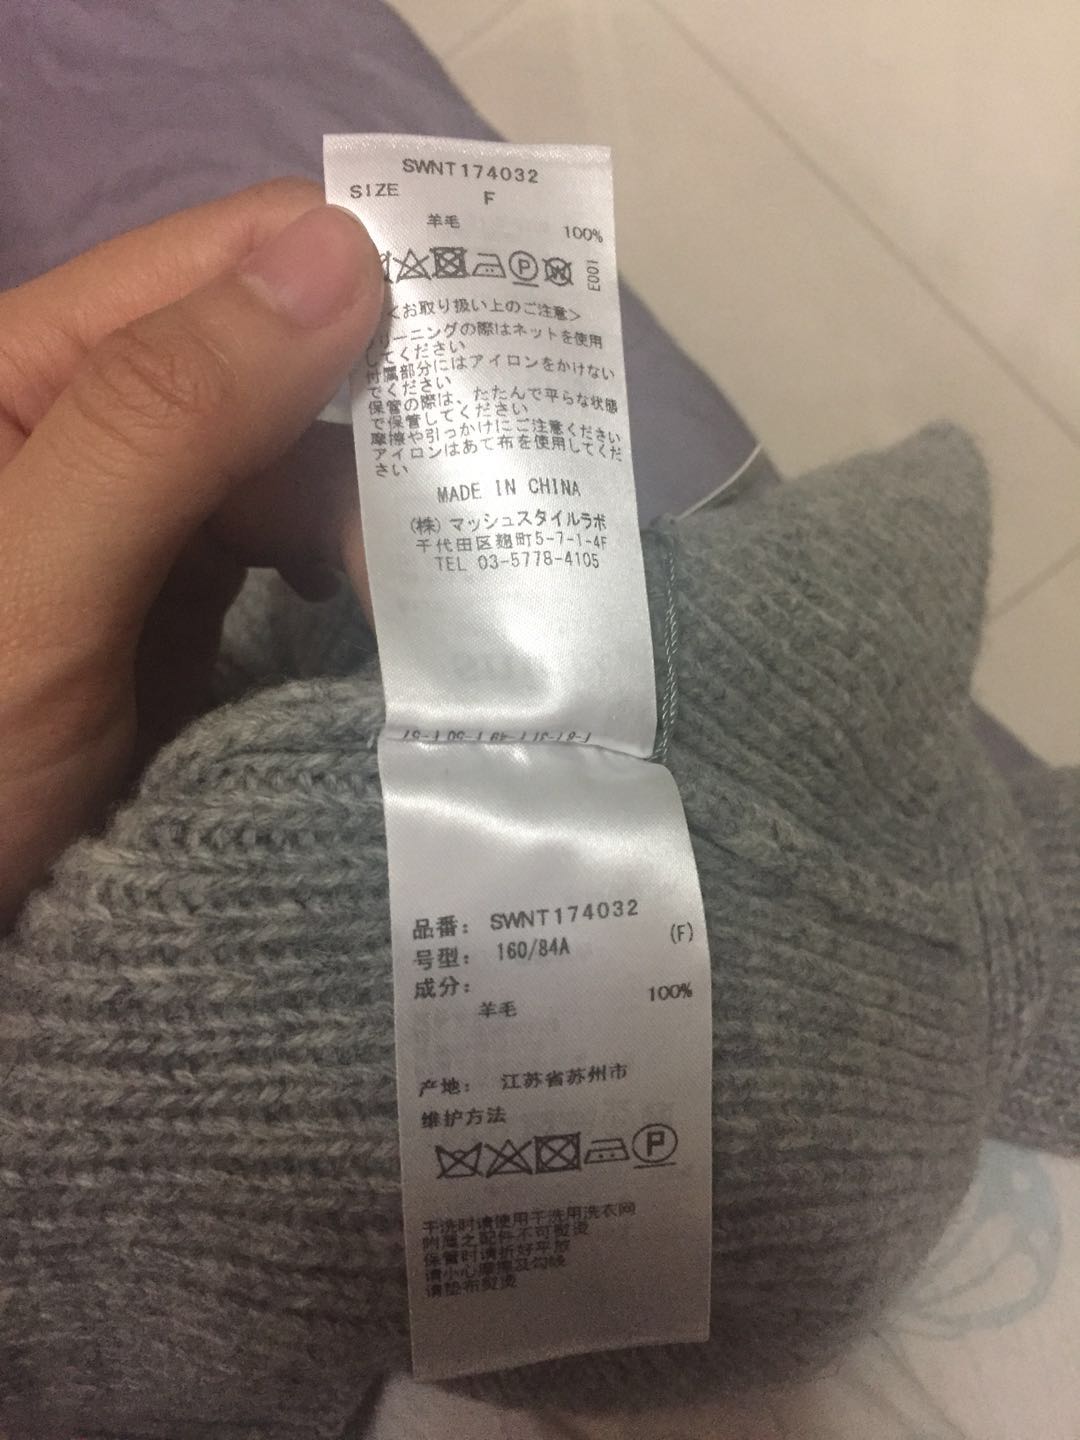 SWNT174032
SIZE F
羊毛 100%
P W E001
くお取り扱い上のご注意>
リーニングの際はネットを使用
してください
付属部分にはアイロンをかけない
でください
保管の際は、たたんで平らな状態
で保管してください
摩擦や引っかけにご注意ください
アイロンはあて布を使用してくだ
さい
MADE IN CHINA
(株)マッシュスタイルラボ
千代田区麹町5-7-1-4F
TEL 03-5778-4105
品番: SWNT174032
号型: 160/84A (F)
成分:
羊毛 100%
产地: 江苏省苏州市
维护方法
P
干洗时请使用干洗用洗衣网
附属之配件不可熨烫
保管时请折好平放
请小心摩擦及勾线
请垫布熨烫